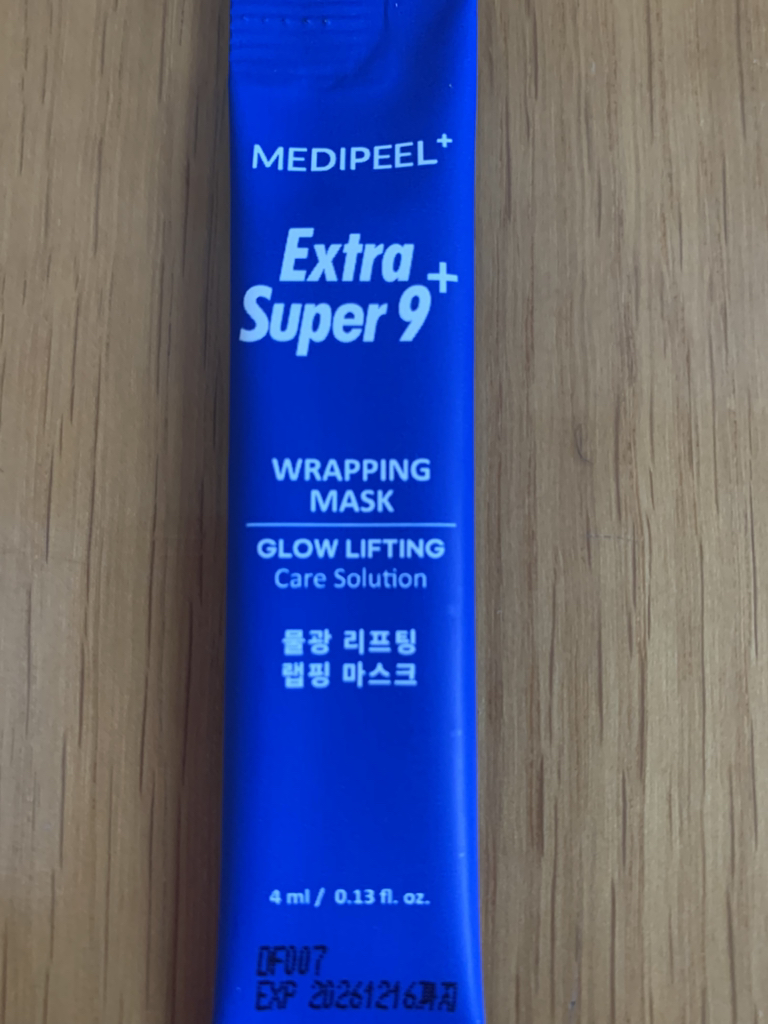 MEDIPEEL+
Extra
Super 9+
WRAPPING
MASK
GLOW LIFTING
Care Solution
물광 리프팅
랩핑 마스크
4 ml / 0.13 fl. oz.
DF007
EXP 20261216까지